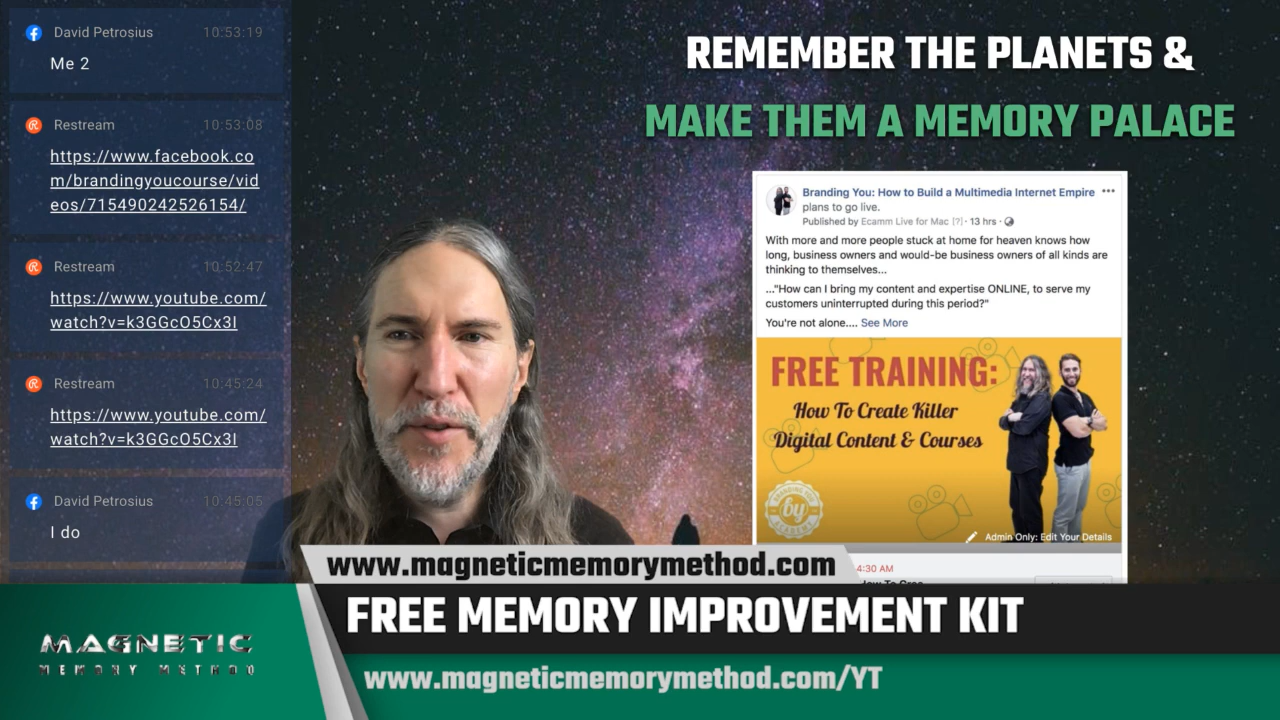 David Petrosius 10:53:19
Me 2
Restream 10:53:08
https://www.facebook.co
m/brandingyoucourse/vid
eos/715490242526154/
Restream 10:52:47
https://www.youtube.com/
watch?v=k3GGcO5Cx3I
Restream 10:45:24
https://www.youtube.com/
watch?v=k3GGcO5Cx3I
David Petrosius 10:45:05
I do
REMEMBER THE PLANETS &
MAKE THEM A MEMORY PALACE
Branding You: How to Build a Multimedia Internet Empire
plans to go live.
Published by Ecamm Live for Mac [?] · 13 hrs ·
With more and more people stuck at home for heaven knows how
long, business owners and would-be business owners of all kinds are
thinking to themselves...
..."How can I bring my content and expertise ONLINE, to serve my
customers uninterrupted during this period?"
You're not alone.... See More
FREE TRAINING:
How To Create Killer
Digital Content & Courses
by
ACADEMY
Admin Only: Edit Your Details
4:30 AM
www.magneticmemorymethod.com
FREE MEMORY IMPROVEMENT KIT
MAGNETIC
MEMORY METHOD
www.magneticmemorymethod.com/YT